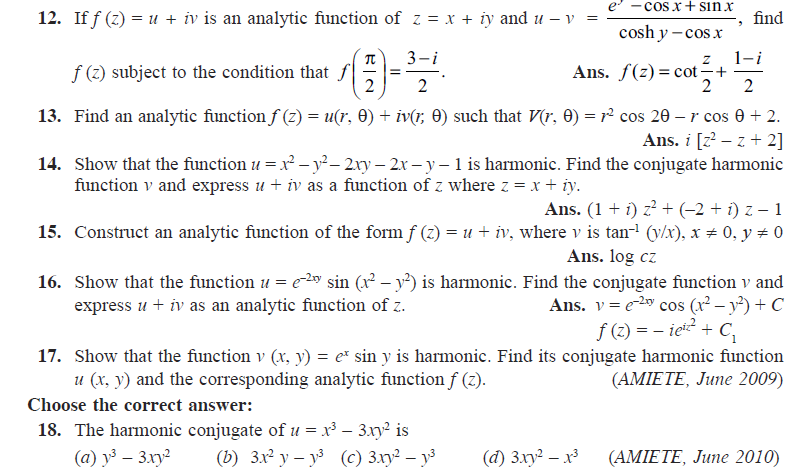 12. If f (z) = u + iv is an analytic function of z = x + iy and u – v = (e^y – cos x + sin x)/(cosh y – cos x), find
f (z) subject to the condition that f(π/2) = (3–i)/2. Ans. f(z) = cot z/2 + (1–i)/2
13. Find an analytic function f (z) = u(r, θ) + iv(r, θ) such that V(r, θ) = r² cos 2θ – r cos θ + 2.
Ans. i [z² – z + 2]
14. Show that the function u = x² – y² – 2xy – 2x – y – 1 is harmonic. Find the conjugate harmonic
function v and express u + iv as a function of z where z = x + iy.
Ans. (1 + i) z² + (–2 + i) z – 1
15. Construct an analytic function of the form f (z) = u + iv, where v is tan⁻¹ (y/x), x ≠ 0, y ≠ 0
Ans. log cz
16. Show that the function u = e^(–2xy) sin (x² – y²) is harmonic. Find the conjugate function v and
express u + iv as an analytic function of z. Ans. v = e^(–2xy) cos (x² – y²) + C
f (z) = – ie^(iz²) + C₁
17. Show that the function v (x, y) = e^x sin y is harmonic. Find its conjugate harmonic function
u (x, y) and the corresponding analytic function f (z). (AMIETE, June 2009)
Choose the correct answer:
18. The harmonic conjugate of u = x³ – 3xy² is
(a) y³ – 3xy² (b) 3x² y – y³ (c) 3xy² – y³ (d) 3xy² – x³ (AMIETE, June 2010)